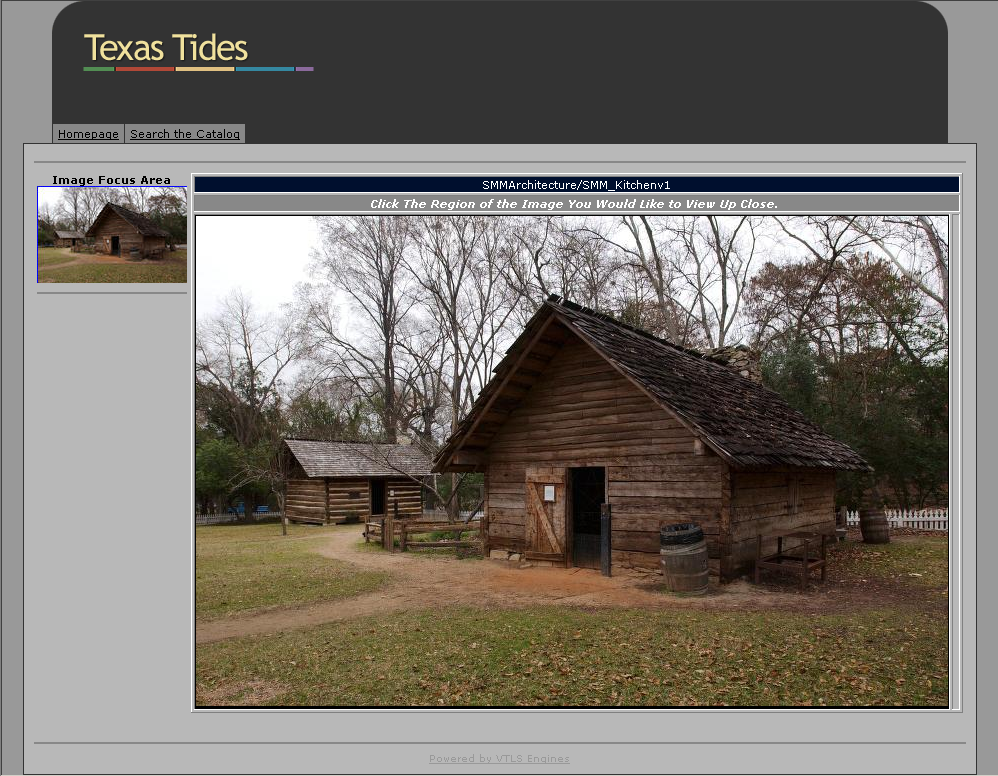 Texas Tides
Homepage Search the Catalog
Image Focus Area
SMMArchitecture/SMM_Kitchenv1
Click The Region of the Image You Would Like to View Up Close.
Powered by VTLS Engines